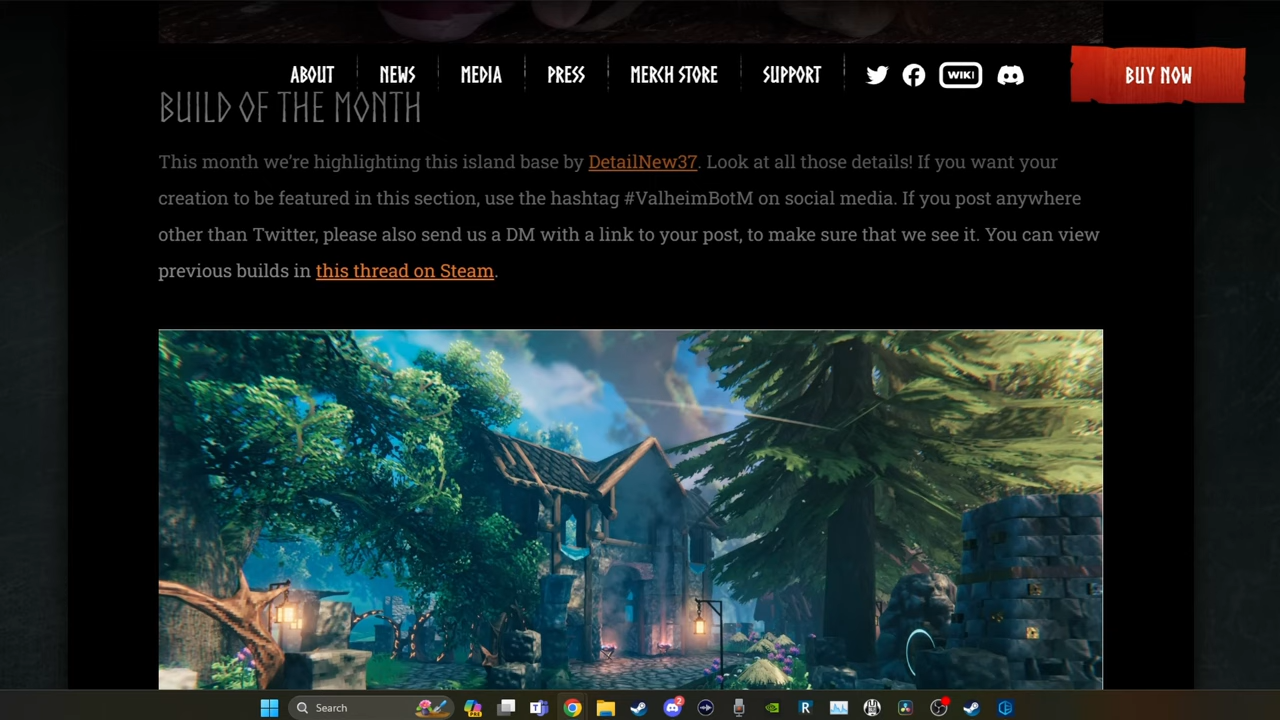 ABOUT NEWS MEDIA PRESS MERCH STORE SUPPORT WIKI BUY NOW
BUILD OF THE MONTH
This month we're highlighting this island base by DetailNew37. Look at all those details! If you want your
creation to be featured in this section, use the hashtag #ValheimBotM on social media. If you post anywhere
other than Twitter, please also send us a DM with a link to your post, to make sure that we see it. You can view
previous builds in this thread on Steam.
Search
2